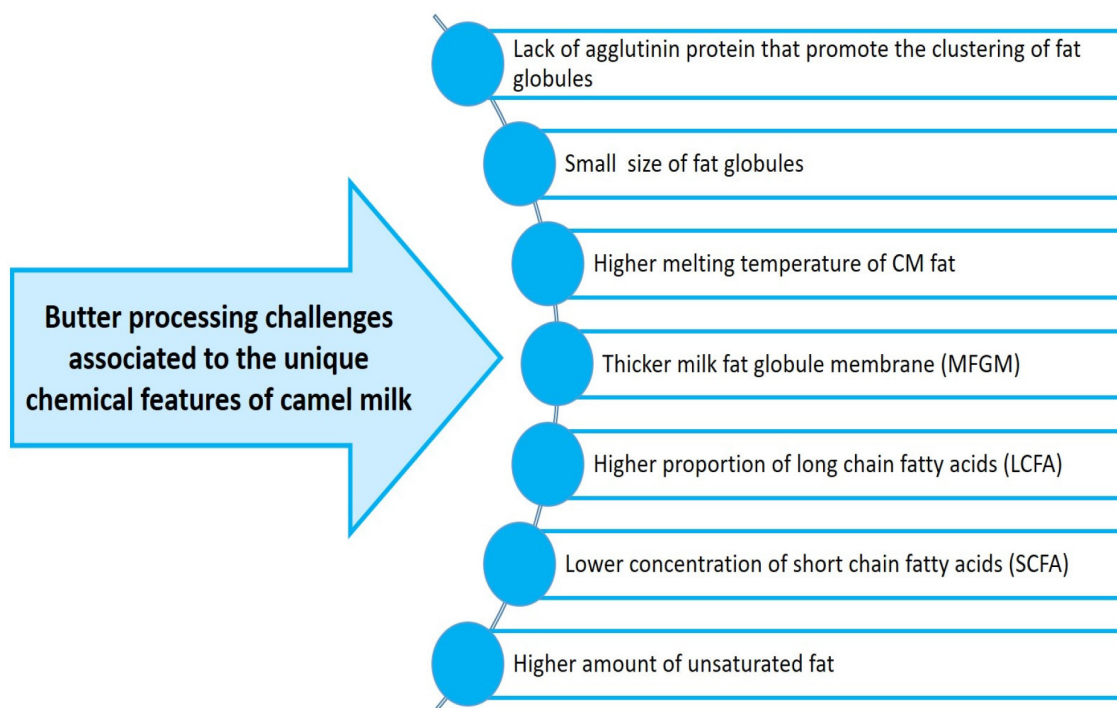 Butter processing challenges
associated to the unique
chemical features of camel milk
Lack of agglutinin protein that promote the clustering of fat
globules
Small size of fat globules
Higher melting temperature of CM fat
Thicker milk fat globule membrane (MFGM)
Higher proportion of long chain fatty acids (LCFA)
Lower concentration of short chain fatty acids (SCFA)
Higher amount of unsaturated fat